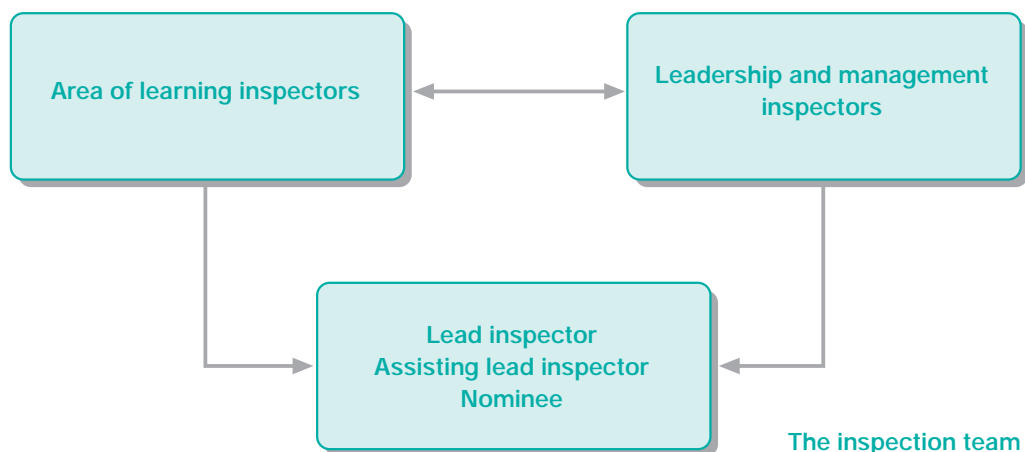 Area of learning inspectors
Leadership and management
inspectors
Lead inspector
Assisting lead inspector
Nominee
The inspection team